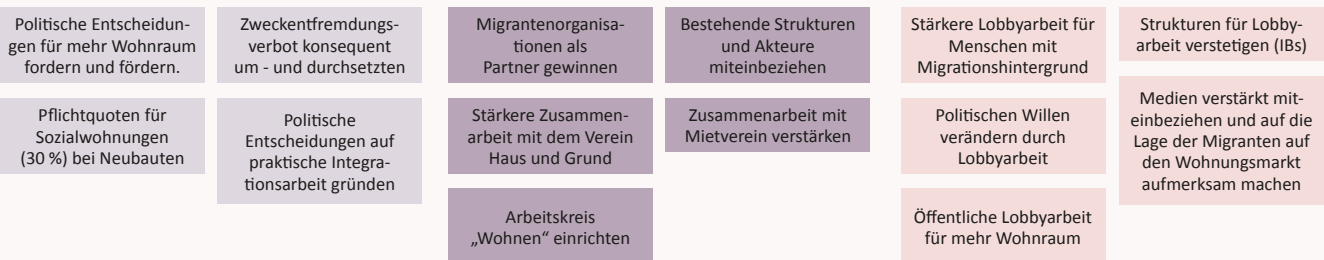 Politische Entscheidun-
gen für mehr Wohnraum
fordern und fördern.
Pflichtquoten für
Sozialwohnungen
(30 %) bei Neubauten
Zweckentfremdungs-
verbot konsequent
um - und durchsetzten
Politische
Entscheidungen auf
praktische Integra-
tionsarbeit gründen
Migrantenorganisa-
tionen als
Partner gewinnen
Stärkere Zusammen-
arbeit mit dem Verein
Haus und Grund
Arbeitskreis
„Wohnen“ einrichten
Bestehende Strukturen
und Akteure
miteinbeziehen
Zusammenarbeit mit
Mietverein verstärken
Stärkere Lobbyarbeit für
Menschen mit
Migrationshintergrund
Politischen Willen
verändern durch
Lobbyarbeit
Öffentliche Lobbyarbeit
für mehr Wohnraum
Strukturen für Lobby-
arbeit verstetigen (IBs)
Medien verstärkt mit-
einbeziehen und auf die
Lage der Migranten auf
den Wohnungsmarkt
aufmerksam machen